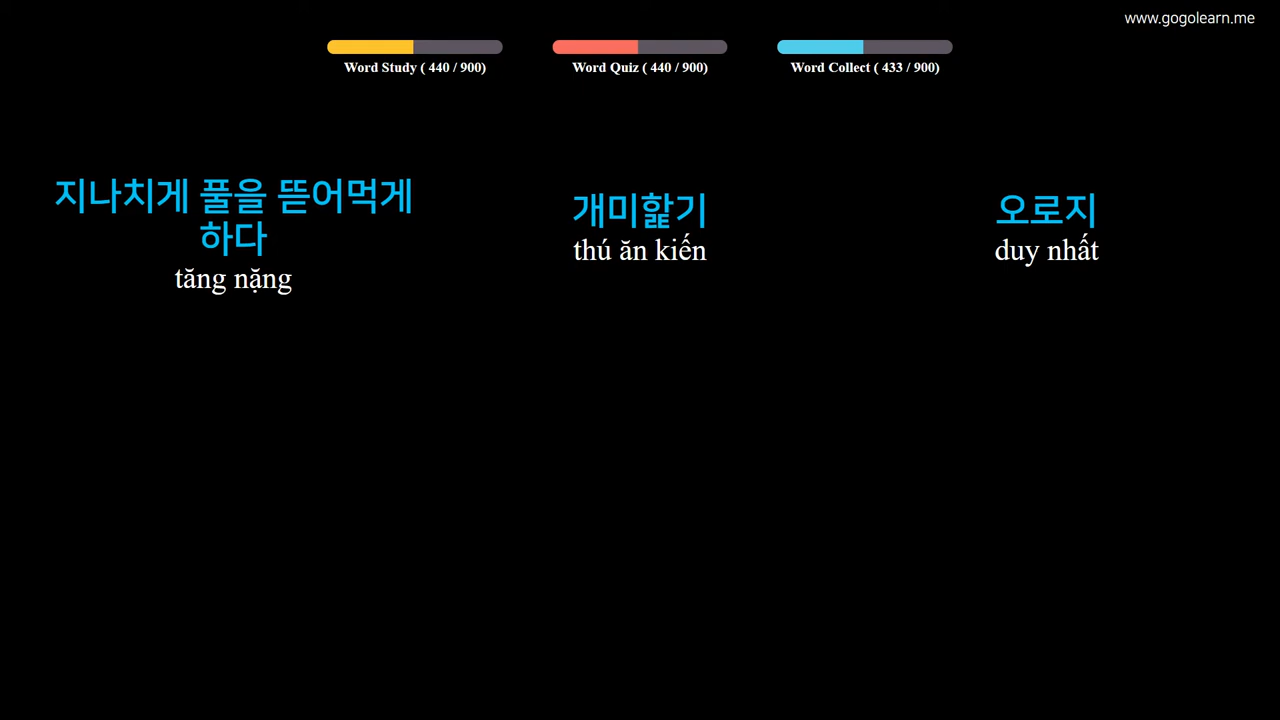 www.gogolearn.me
Word Study ( 440 / 900)
Word Quiz ( 440 / 900)
Word Collect ( 433 / 900)
지나치게 풀을 뜯어먹게
하다
tăng nặng
개미핥기
thú ăn kiến
오로지
duy nhất